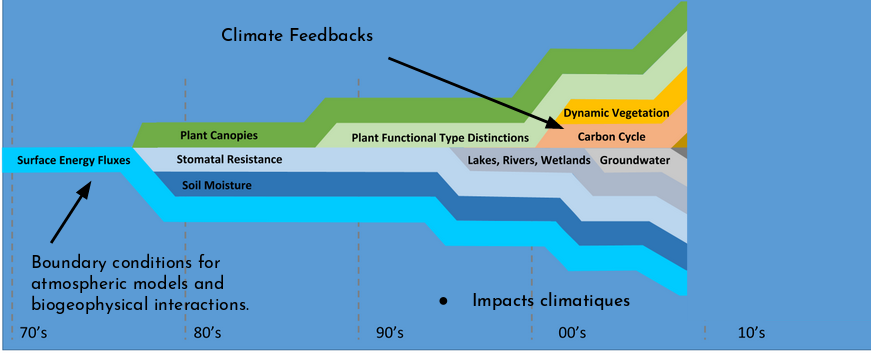 Climate Feedbacks
Dynamic Vegetation
Plant Canopies
Plant Functional Type Distinctions
Carbon Cycle
Surface Energy Fluxes
Stomatal Resistance
Lakes, Rivers, Wetlands
Groundwater
Soil Moisture
Boundary conditions for
atmospheric models and
biogeophysical interactions.
● Impacts climatiques
70's
80's
90's
00's
10's